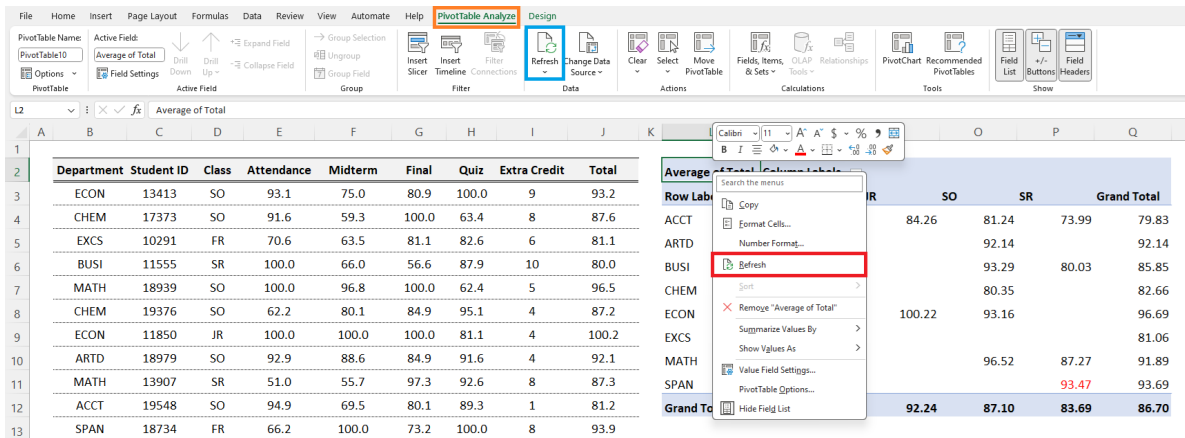 File Home Insert Page Layout Formulas Data Review View Automate Help PivotTable Analyze Design
PivotTable Name: Active Field:
PivotTable10 Average of Total
Options Field Settings
Drill Down Drill Up
Expand Field
Collapse Field
Group Selection
Ungroup
Group Field
Insert Slicer Insert Timeline Filter Connections
Refresh Change Data Source
Clear Select Move PivotTable
Fields, Items, & Sets OLAP Tools Relationships
PivotChart Recommended PivotTables
Field List +/- Buttons Field Headers
PivotTable Active Field Group Filter Data Actions Calculations Tools Show
L2 fx Average of Total
A B C D E F G H I J K L O P Q
1
2 Department Student ID Class Attendance Midterm Final Quiz Extra Credit Total
3 ECON 13413 SO 93.1 75.0 80.9 100.0 9 93.2
4 CHEM 17373 SO 91.6 59.3 100.0 63.4 8 87.6
5 EXCS 10291 FR 70.6 63.5 81.1 82.6 6 81.1
6 BUSI 11555 SR 100.0 66.0 56.6 87.9 10 80.0
7 MATH 18939 SO 100.0 96.8 100.0 62.4 5 96.5
8 CHEM 19376 SO 62.2 80.1 84.9 95.1 4 87.2
9 ECON 11850 JR 100.0 100.0 100.0 81.1 4 100.2
10 ARTD 18979 SO 92.9 88.6 84.9 91.6 4 92.1
11 MATH 13907 SR 51.0 55.7 97.3 92.6 8 87.3
12 ACCT 19548 SO 94.9 69.5 80.1 89.3 1 81.2
13 SPAN 18734 FR 66.2 100.0 73.2 100.0 8 93.9
Calibri 11 A^ A˅ $ % 9
B I A
Average of Total Column Labels
Row Labe JR SO SR Grand Total
ACCT 84.26 81.24 73.99 79.83
ARTD 92.14 92.14
BUSI 93.29 80.03 85.85
CHEM 80.35 82.66
ECON 100.22 93.16 96.69
EXCS 81.06
MATH 96.52 87.27 91.89
SPAN 93.47 93.69
Grand To 92.24 87.10 83.69 86.70
Search the menus
Copy
Format Cells...
Number Format...
Refresh
Sort
Remove "Average of Total"
Summarize Values By
Show Values As
Value Field Settings...
PivotTable Options...
Hide Field List